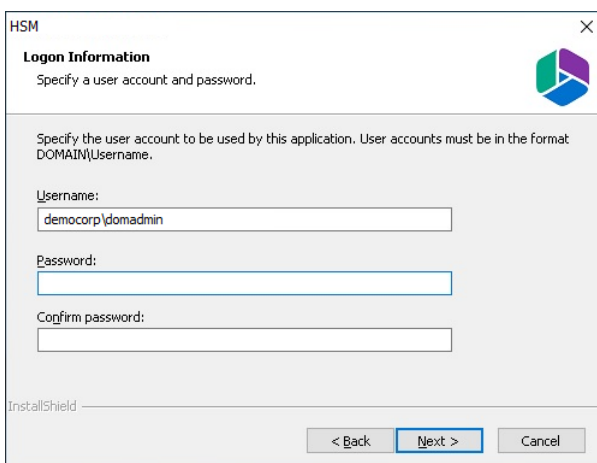 HSM
Logon Information
Specify a user account and password.
Specify the user account to be used by this application. User accounts must be in the format
DOMAIN\Username.
Username:
democorp\domadmin
Password:
Confirm password:
InstallShield
< Back Next > Cancel